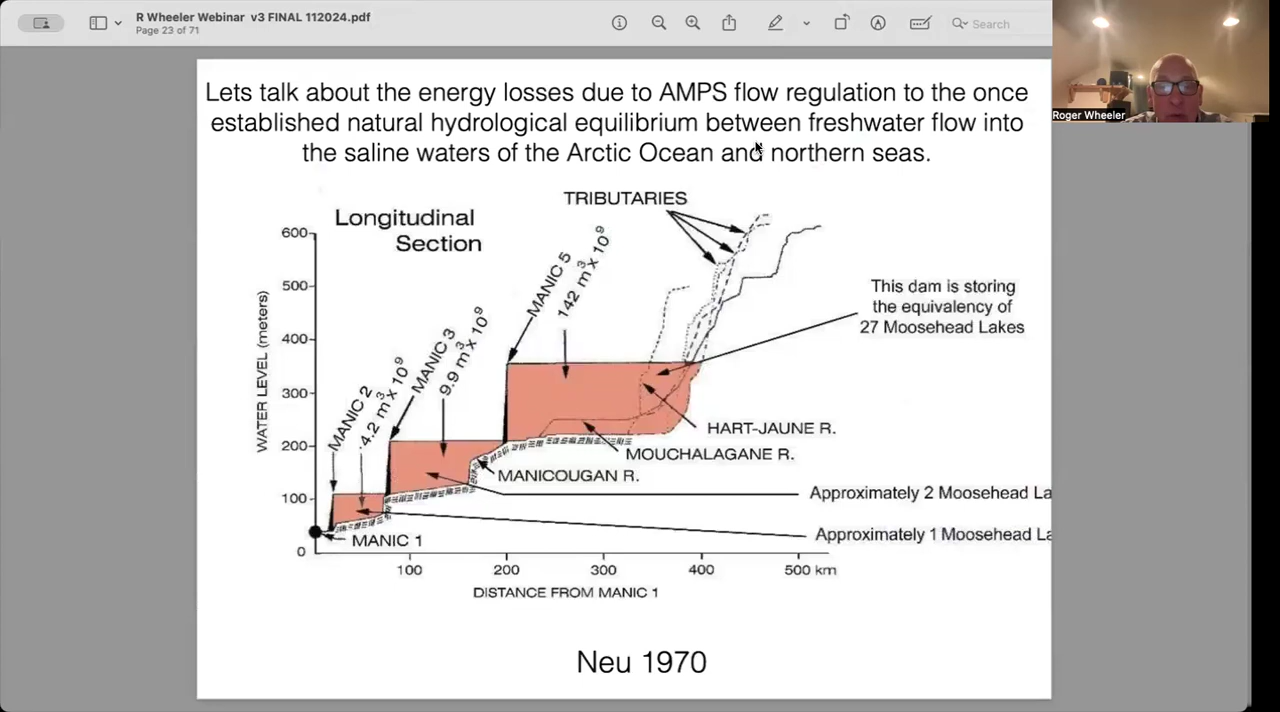 R Wheeler Webinar v3 FINAL 112024.pdf
Page 23 of 71
Search
Roger Wheeler
Lets talk about the energy losses due to AMPS flow regulation to the once
established natural hydrological equilibrium between freshwater flow into
the saline waters of the Arctic Ocean and northern seas.
Longitudinal
Section
TRIBUTARIES
WATER LEVEL (meters)
600
500
400
300
200
100
0
MANIC 2
4.2 m³ x 10⁹
MANIC 3
9.9 m³ x 10⁹
MANIC 5
142 m³ x 10⁹
This dam is storing
the equivalency of
27 Moosehead Lakes
HART-JAUNE R.
MOUCHALAGANE R.
MANICOUGAN R.
Approximately 2 Moosehead La
Approximately 1 Moosehead La
MANIC 1
100
200
300
400
500 km
DISTANCE FROM MANIC 1
Neu 1970